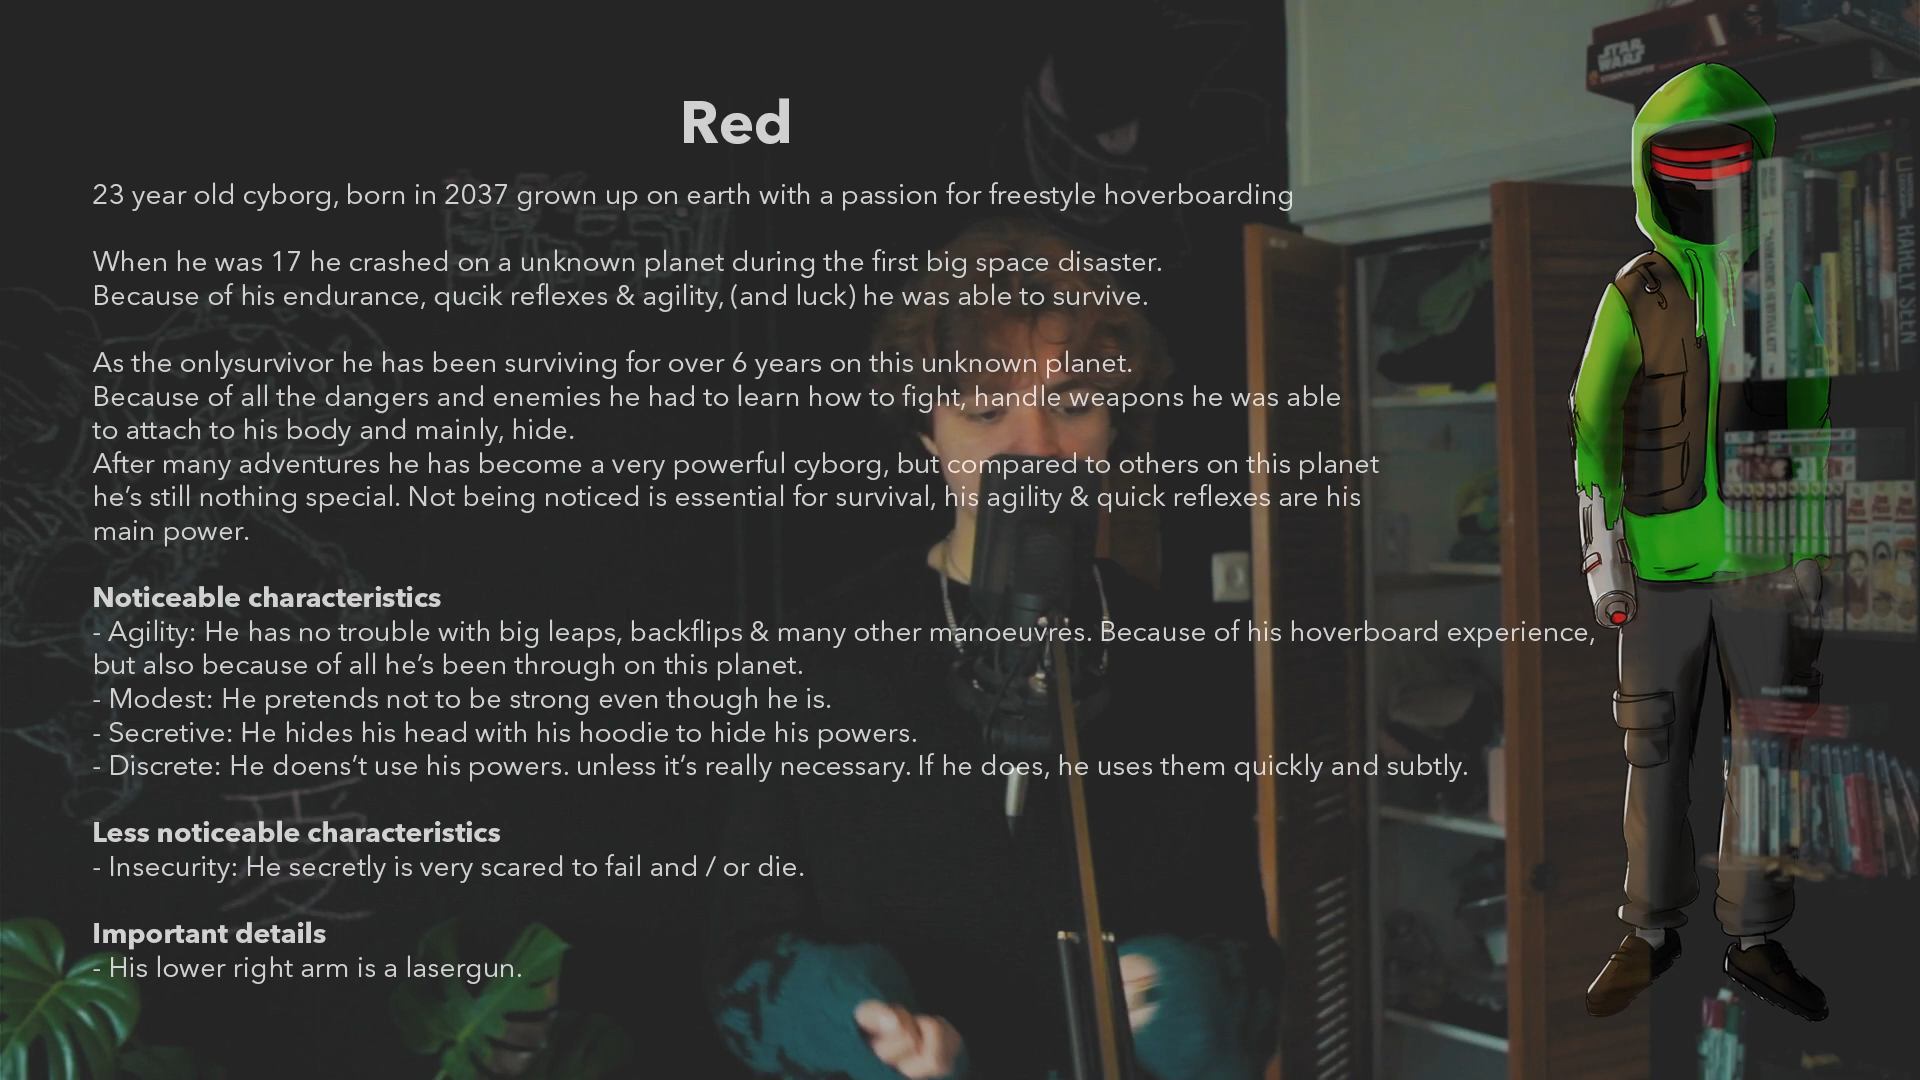 Red
23 year old cyborg, born in 2037 grown up on earth with a passion for freestyle hoverboarding
When he was 17 he crashed on a unknown planet during the first big space disaster.
Because of his endurance, qucik reflexes & agility, (and luck) he was able to survive.
As the onlysurvivor he has been surviving for over 6 years on this unknown planet.
Because of all the dangers and enemies he had to learn how to fight, handle weapons he was able
to attach to his body and mainly, hide.
After many adventures he has become a very powerful cyborg, but compared to others on this planet
he’s still nothing special. Not being noticed is essential for survival, his agility & quick reflexes are his
main power.
Noticeable characteristics
- Agility: He has no trouble with big leaps, backflips & many other manoeuvres. Because of his hoverboard experience,
but also because of all he’s been through on this planet.
- Modest: He pretends not to be strong even though he is.
- Secretive: He hides his head with his hoodie to hide his powers.
- Discrete: He doens’t use his powers. unless it’s really necessary. If he does, he uses them quickly and subtly.
Less noticeable characteristics
- Insecurity: He secretly is very scared to fail and / or die.
Important details
- His lower right arm is a lasergun.
STAR
WARS